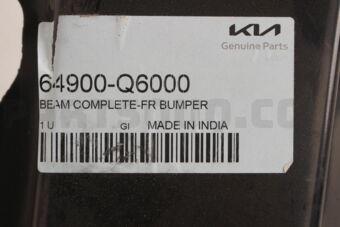 KIA
Genuine Parts
64900-Q6000
BEAM COMPLETE-FR BUMPER
1 U GI MADE IN INDIA